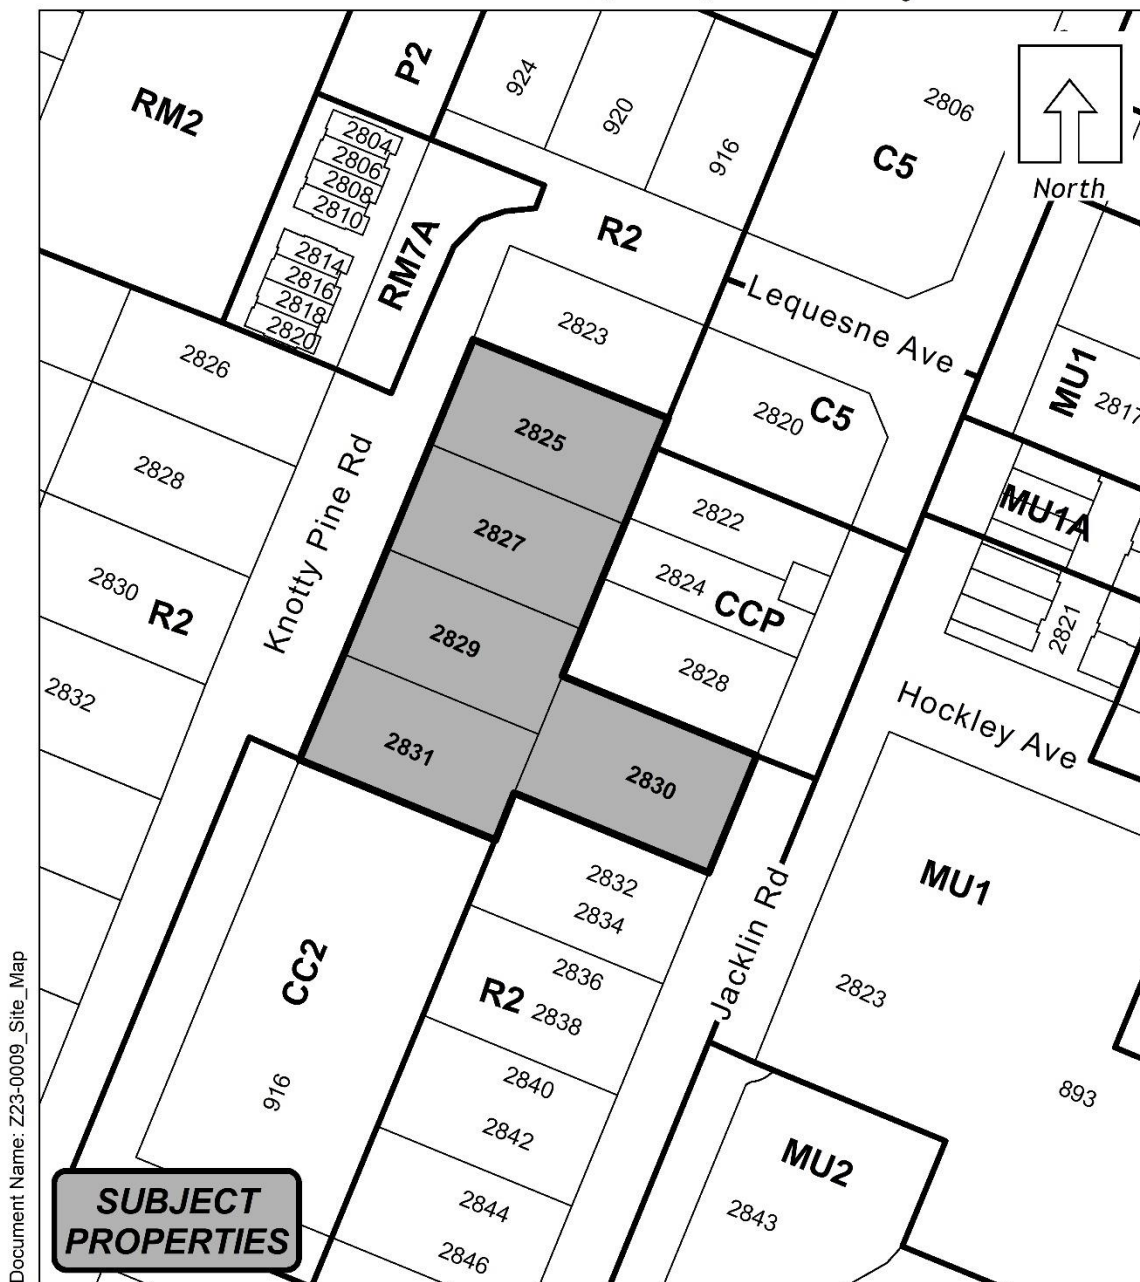 P2
924
920
916
2806
C5
RM2
North
2804
2806
2808
2810
2814
2816
2818
2820
RM7A
R2
Lequesne Ave
2823
2826
2820
C5
MU1
2817
2825
2828
Knotty Pine Rd
2827
2822
MU1A
2824
CCP
2830
R2
2829
2828
2821
2832
2831
2830
Hockley Ave
MU1
2832
2834
Jacklin Rd
CC2
2836
R2
2838
2823
916
2840
2842
893
MU2
2844
2843
2846
SUBJECT
PROPERTIES
Document Name: Z23-0009_Site_Map